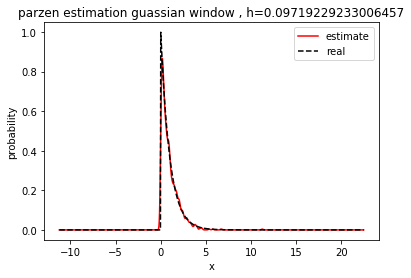 parzen estimation guassian window , h=0.09719229233006457
estimate
real
probability
1.0
0.8
0.6
0.4
0.2
0.0
−10
−5
0
5
10
15
20
x